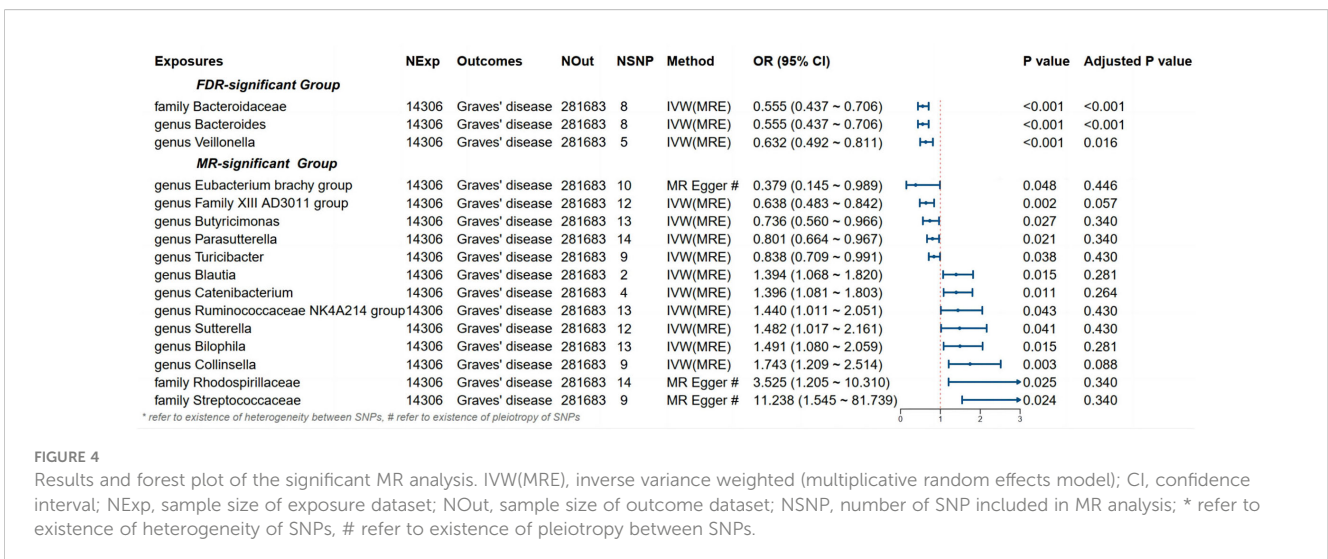 Exposures NExp Outcomes NOut NSNP Method OR (95% CI) P value Adjusted P value
FDR-significant Group
family Bacteroidaceae 14306 Graves' disease 281683 8 IVW(MRE) 0.555 (0.437 ~ 0.706) <0.001 <0.001
genus Bacteroides 14306 Graves' disease 281683 8 IVW(MRE) 0.555 (0.437 ~ 0.706) <0.001 <0.001
genus Veillonella 14306 Graves' disease 281683 5 IVW(MRE) 0.632 (0.492 ~ 0.811) <0.001 0.016
MR-significant Group
genus Eubacterium brachy group 14306 Graves' disease 281683 10 MR Egger # 0.379 (0.145 ~ 0.989) 0.048 0.446
genus Family XIII AD3011 group 14306 Graves' disease 281683 12 IVW(MRE) 0.638 (0.483 ~ 0.842) 0.002 0.057
genus Butyricimonas 14306 Graves' disease 281683 13 IVW(MRE) 0.736 (0.560 ~ 0.966) 0.027 0.340
genus Parasutterella 14306 Graves' disease 281683 14 IVW(MRE) 0.801 (0.664 ~ 0.967) 0.021 0.340
genus Turicibacter 14306 Graves' disease 281683 9 IVW(MRE) 0.838 (0.709 ~ 0.991) 0.038 0.430
genus Blautia 14306 Graves' disease 281683 2 IVW(MRE) 1.394 (1.068 ~ 1.820) 0.015 0.281
genus Catenibacterium 14306 Graves' disease 281683 4 IVW(MRE) 1.396 (1.081 ~ 1.803) 0.011 0.264
genus Ruminococcaceae NK4A214 group 14306 Graves' disease 281683 13 IVW(MRE) 1.440 (1.011 ~ 2.051) 0.043 0.430
genus Sutterella 14306 Graves' disease 281683 12 IVW(MRE) 1.482 (1.017 ~ 2.161) 0.041 0.430
genus Bilophila 14306 Graves' disease 281683 13 IVW(MRE) 1.491 (1.080 ~ 2.059) 0.015 0.281
genus Collinsella 14306 Graves' disease 281683 9 IVW(MRE) 1.743 (1.209 ~ 2.514) 0.003 0.088
family Rhodospirillaceae 14306 Graves' disease 281683 14 MR Egger # 3.525 (1.205 ~ 10.310) 0.025 0.340
family Streptococcaceae 14306 Graves' disease 281683 9 MR Egger # 11.238 (1.545 ~ 81.739) 0.024 0.340
* refer to existence of heterogeneity between SNPs, # refer to existence of pleiotropy of SNPs
0 1 2 3
FIGURE 4
Results and forest plot of the significant MR analysis. IVW(MRE), inverse variance weighted (multiplicative random effects model); CI, confidence
interval; NExp, sample size of exposure dataset; NOut, sample size of outcome dataset; NSNP, number of SNP included in MR analysis; * refer to
existence of heterogeneity of SNPs, # refer to existence of pleiotropy between SNPs.